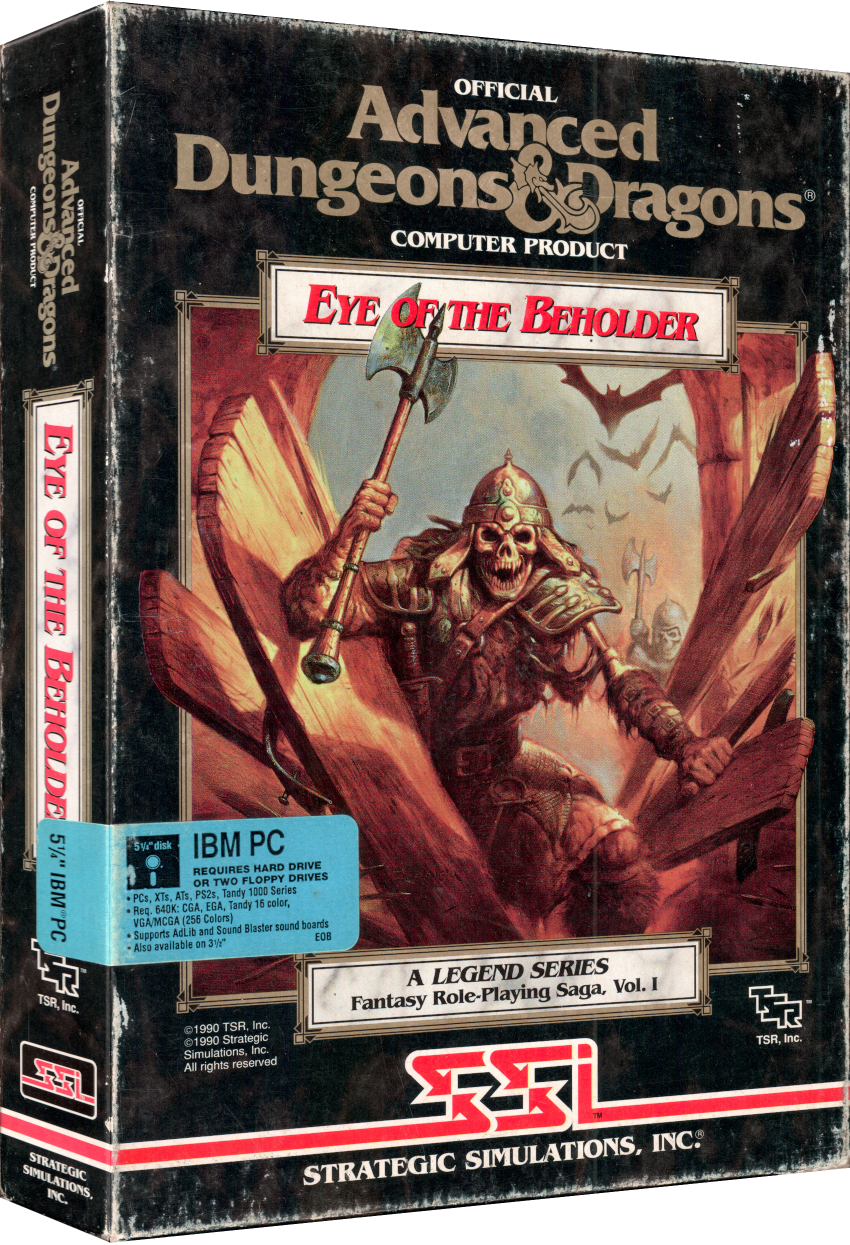 OFFICIAL
Advanced
Dungeons & Dragons®
COMPUTER PRODUCT
EYE OF THE BEHOLDER
A LEGEND SERIES
Fantasy Role-Playing Saga, Vol. I
©1990 TSR, Inc.
©1990 Strategic
Simulations, Inc.
All rights reserved
TSR™
TSR, Inc.
SSI™
STRATEGIC SIMULATIONS, INC.®
5¼" disk
IBM PC
REQUIRES HARD DRIVE
OR TWO FLOPPY DRIVES
• PCs, XTs, ATs, PS2s, Tandy 1000 Series
• Req. 640K: CGA, EGA, Tandy 16 color,
VGA/MCGA (256 Colors)
• Supports AdLib and Sound Blaster sound boards
• Also available on 3½"
EOB
OFFICIAL
Advanced
Dungeons & Dragons®
COMPUTER PRODUCT
EYE OF THE BEHOLDE
5¼" IBM® PC
TSR™
TSR, Inc.
SSI
STRATEGIC
SIMULATIONS,
INC.